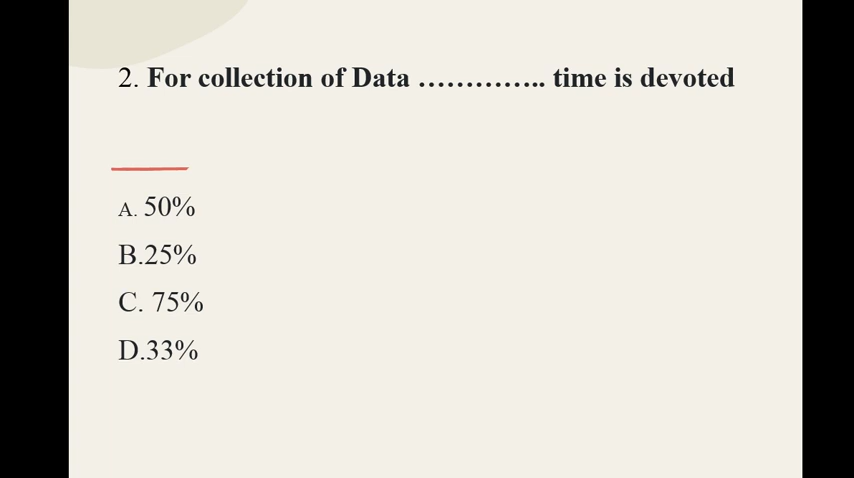 2. For collection of Data ………….. time is devoted
A. 50%
B.25%
C. 75%
D.33%